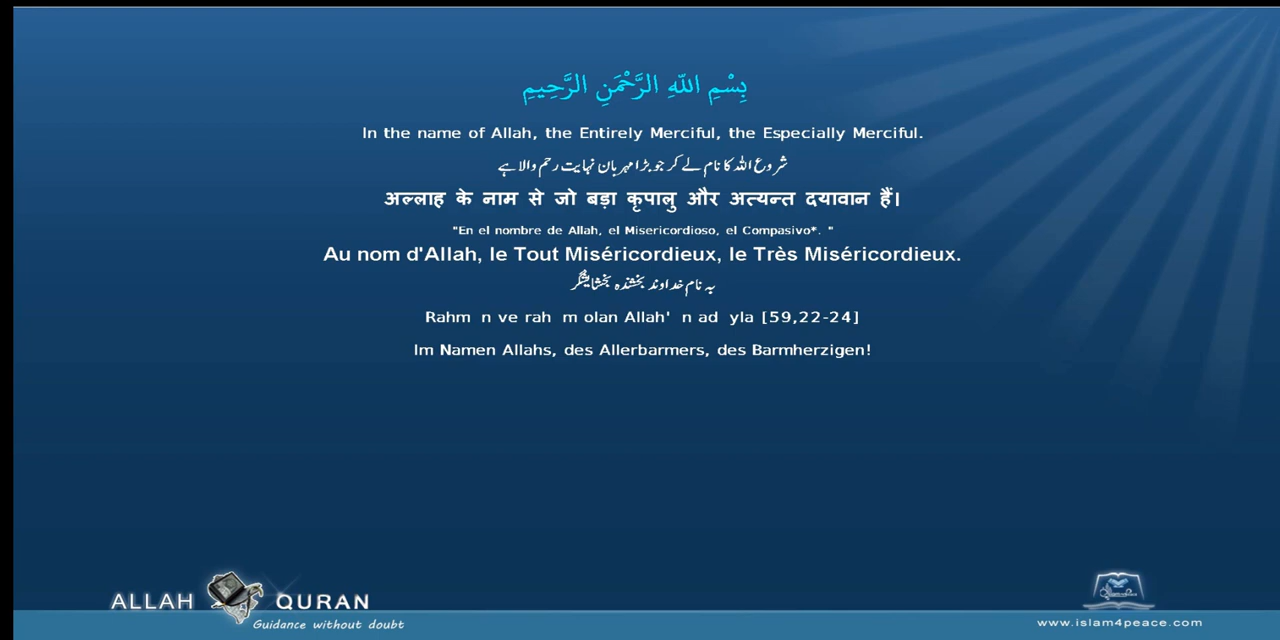 بِسْمِ اللّهِ الرَّحْمَنِ الرَّحِيمِ
In the name of Allah, the Entirely Merciful, the Especially Merciful.
شروع اللہ کا نام لے کر جو بڑا مہربان نہایت رحم والا ہے
अल्लाह के नाम से जो बड़ा कृपालु और अत्यन्त दयावान हैं।
"En el nombre de Allah, el Misericordioso, el Compasivo*. "
Au nom d'Allah, le Tout Miséricordieux, le Très Miséricordieux.
به نام خداوند بخشنده بخشایشگر
Rahm n ve rah m olan Allah' n ad yla [59,22-24]
Im Namen Allahs, des Allerbarmers, des Barmherzigen!
ALLAH QURAN
Guidance without doubt
www.islam4peace.com